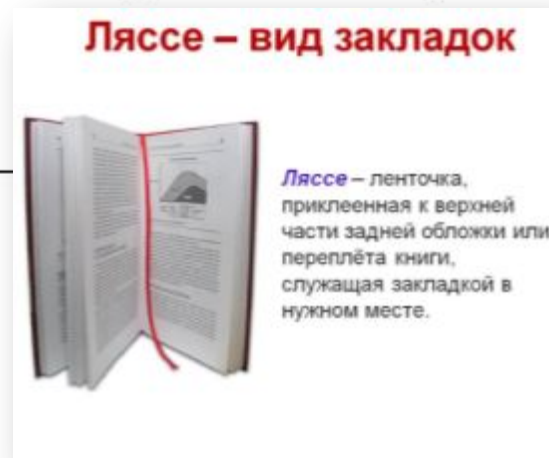 Ляссе – вид закладок
Ляссе – ленточка,
приклеенная к верхней
части задней обложки или
переплёта книги,
служащая закладкой в
нужном месте.